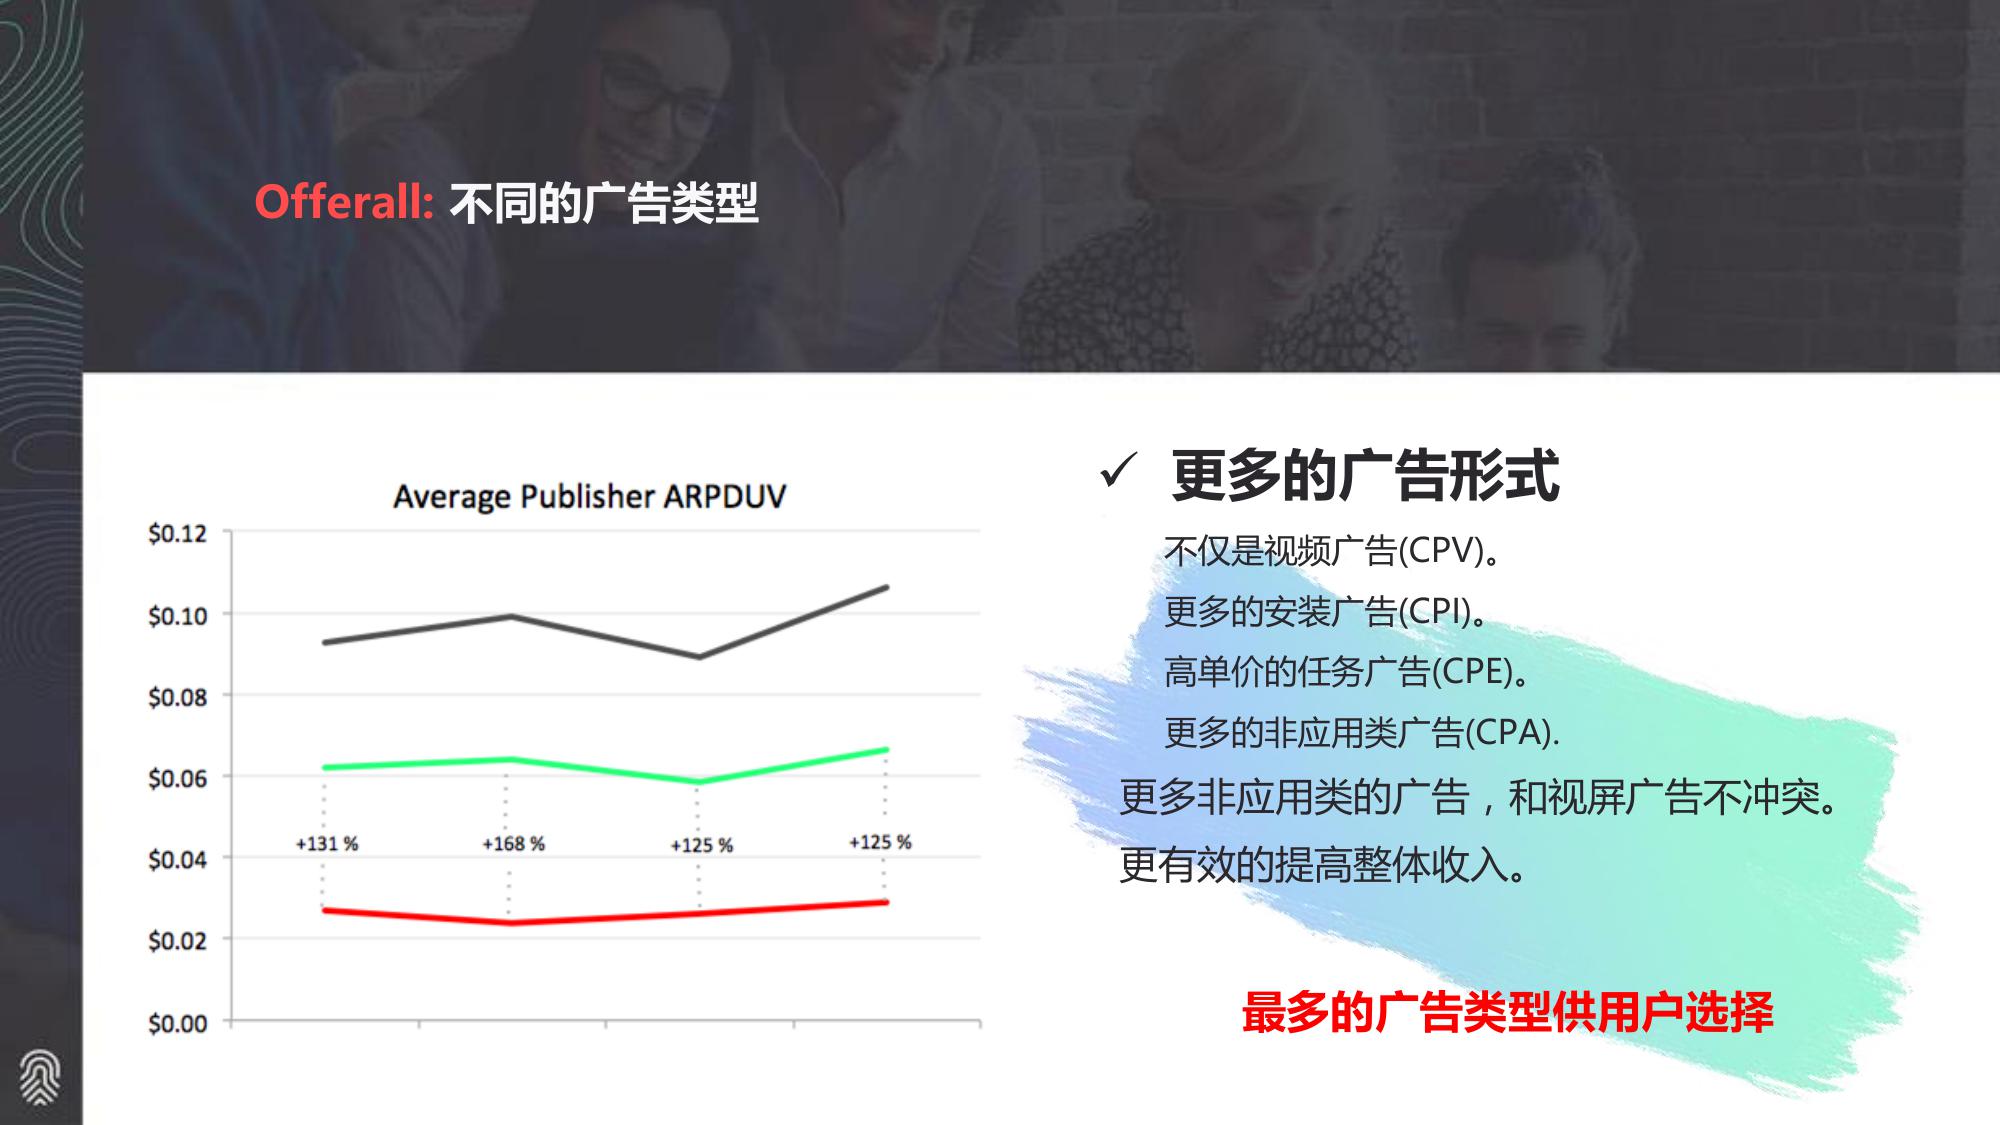 Offerall: 不同的广告类型
Average Publisher ARPDUV
$0.12
$0.10
$0.08
$0.06
$0.04
$0.02
$0.00
+131 %
+168 %
+125 %
+125 %
✓ 更多的广告形式
不仅是视频广告(CPV)。
更多的安装广告(CPI)。
高单价的任务广告(CPE)。
更多的非应用类广告(CPA).
更多非应用类的广告，和视屏广告不冲突。
更有效的提高整体收入。
最多的广告类型供用户选择